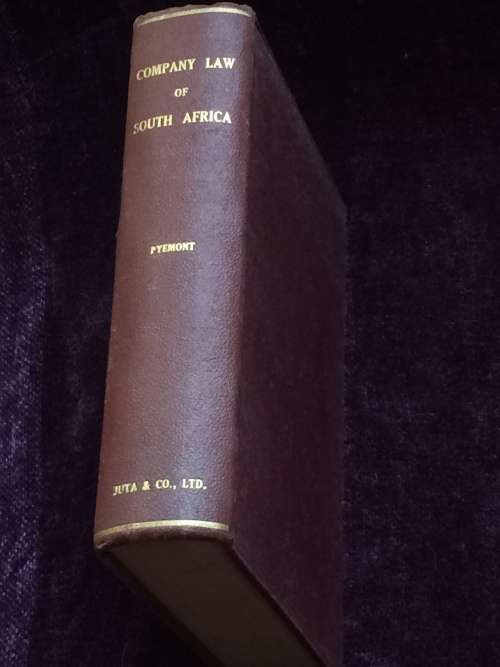 COMPANY LAW
OF
SOUTH AFRICA
PYEMONT
JUTA & CO., LTD.